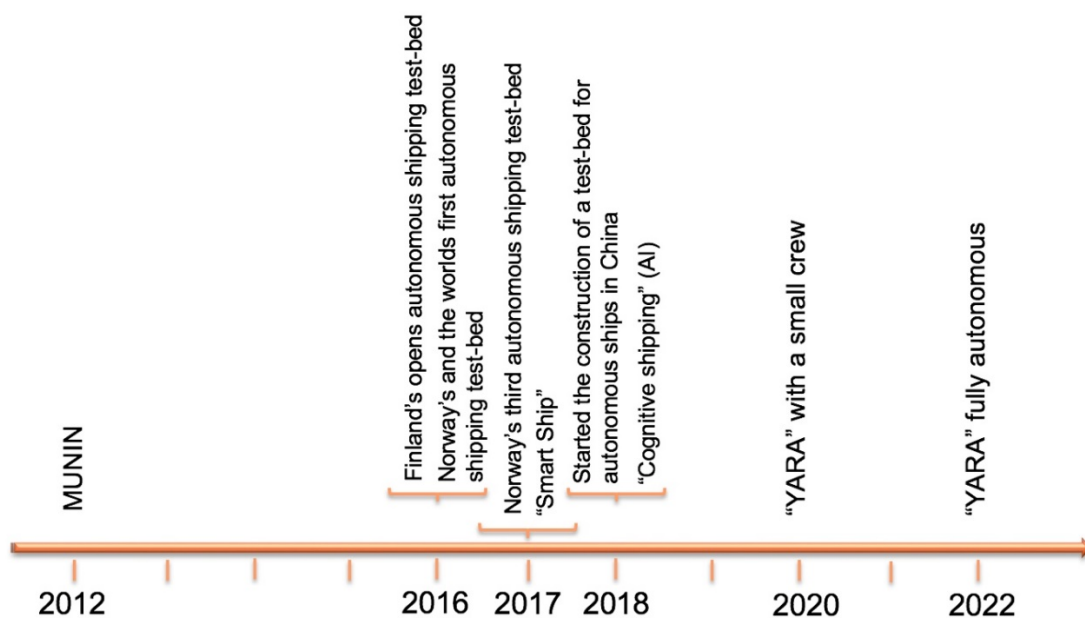 MUNIN
Finland's opens autonomous shipping test-bed
Norway's and the worlds first autonomous
shipping test-bed
Norway's third autonomous shipping test-bed
“Smart Ship”
Started the construction of a test-bed for
autonomous ships in China
“Cognitive shipping” (AI)
“YARA” with a small crew
“YARA” fully autonomous
2012
2016
2017
2018
2020
2022